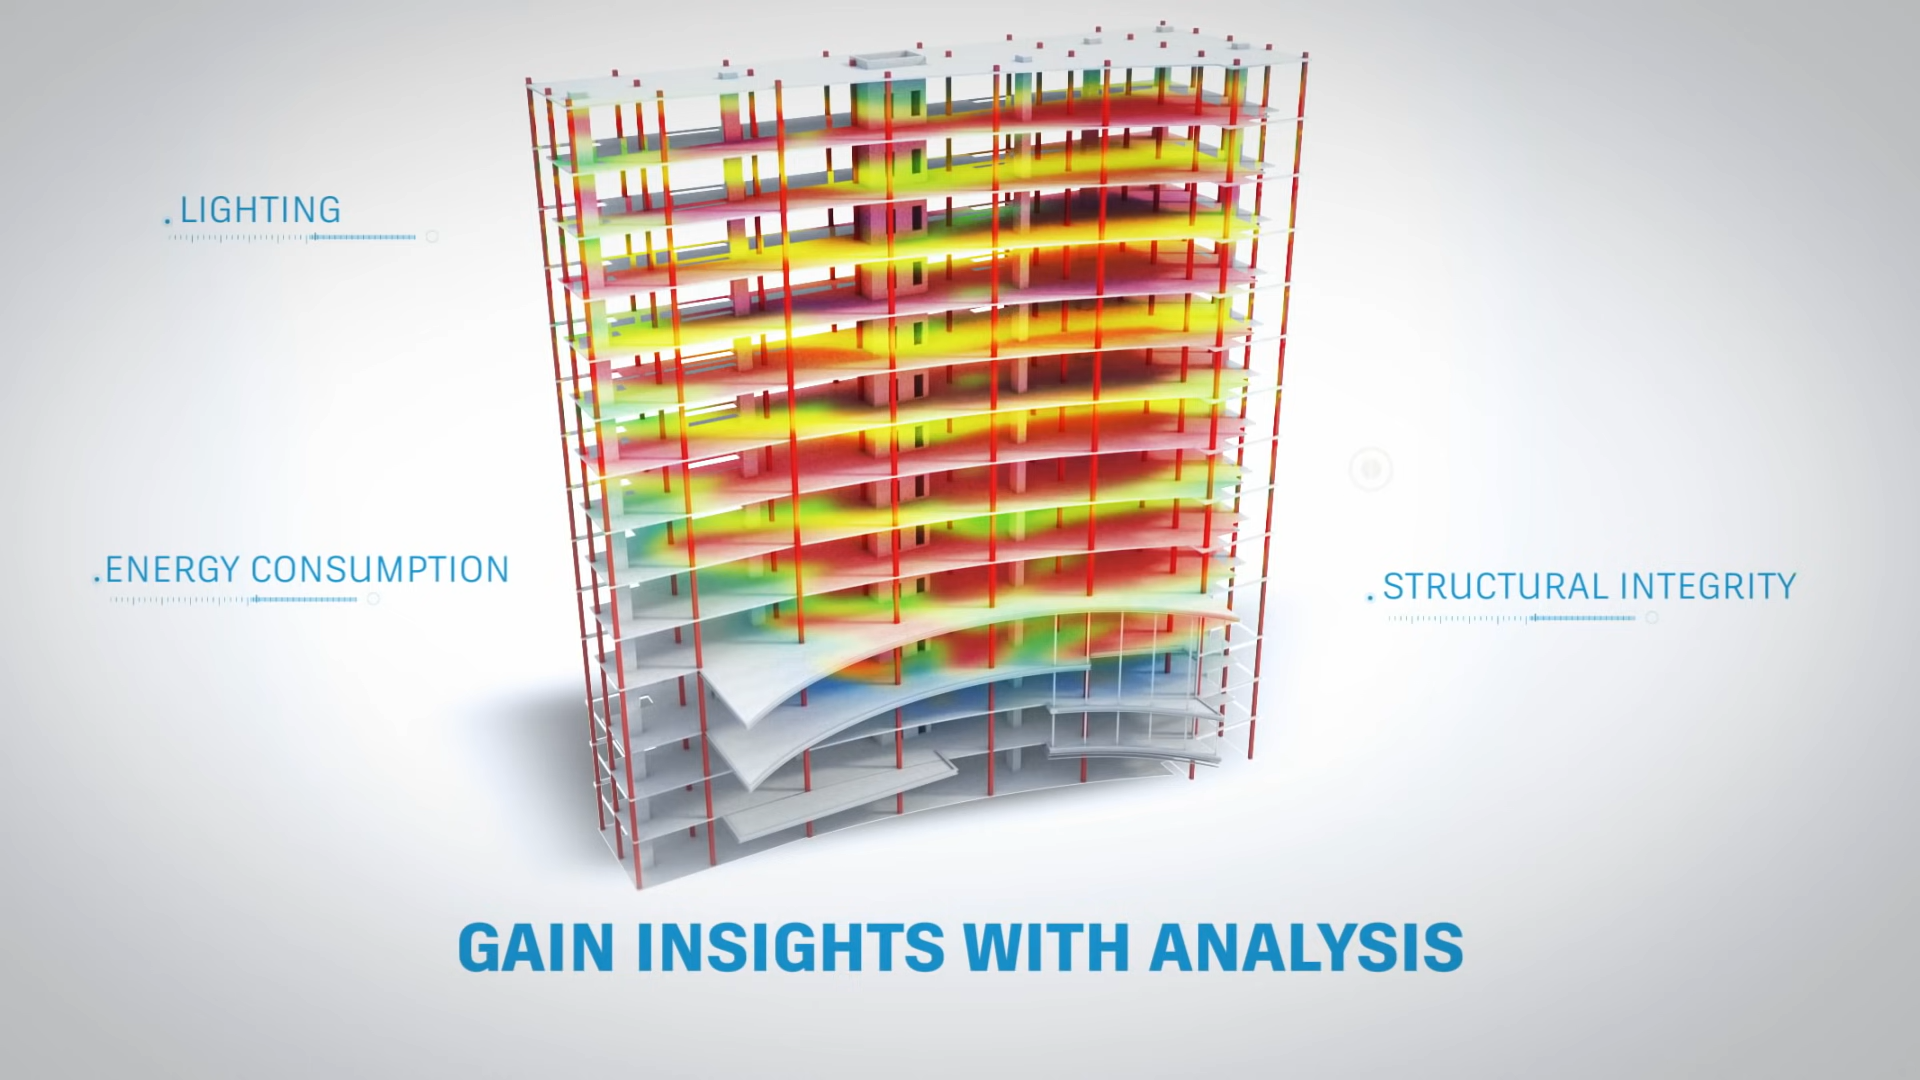 . LIGHTING
.ENERGY CONSUMPTION
. STRUCTURAL INTEGRITY
GAIN INSIGHTS WITH ANALYSIS